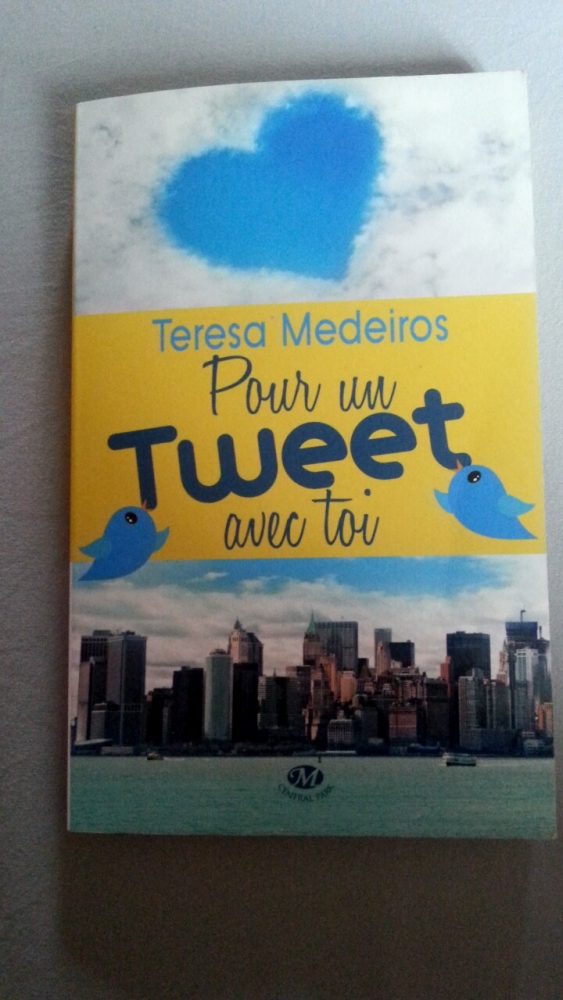 Teresa Medeiros
Pour un
Tweet
avec toi
M
CENTRAL PARK